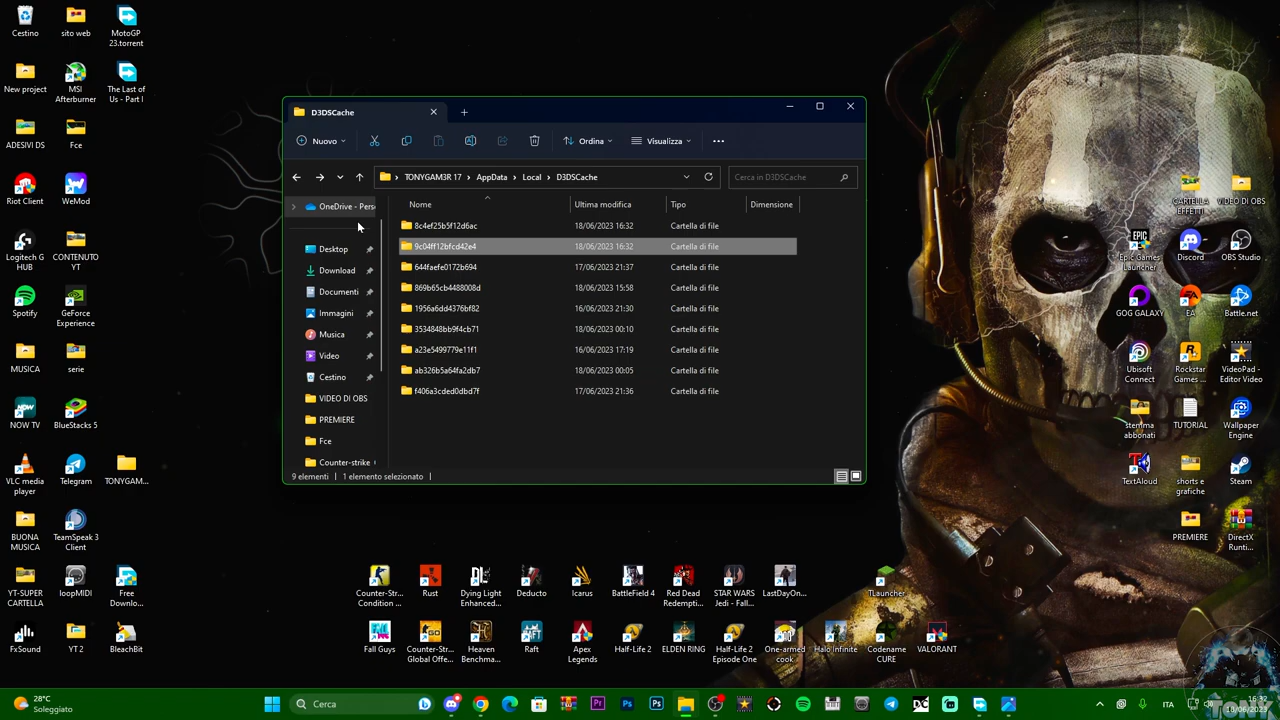 Cestino
sito web
MotoGP
23.torrent
New project
MSI
Afterburner
The Last of
Us - Part I
ADESIVI DS
Fce
Riot Client
WeMod
Logitech G
HUB
CONTENUTO
YT
Spotify
GeForce
Experience
MUSICA
serie
NOW TV
BlueStacks 5
VLC media
player
Telegram
TONYGAM...
BUONA
MUSICA
TeamSpeak 3
Client
YT-SUPER
CARTELLA
loopMIDI
Free
Downlo...
FxSound
YT 2
BleachBit
D3DSCache
Nuovo
Ordina
Visualizza
TONYGAM3R 17 > AppData > Local > D3DSCache
Cerca in D3DSCache
OneDrive - Perso
Desktop
Download
Documenti
Immagini
Musica
Video
Cestino
VIDEO DI OBS
PREMIERE
Fce
Counter-strike
Nome Ultima modifica Tipo Dimensione
8c4ef25b5f12d6ac 18/06/2023 16:32 Cartella di file
9c04ff12bfcd42e4 18/06/2023 16:32 Cartella di file
644faefe0172b694 17/06/2023 21:37 Cartella di file
869b65cb4488008d 18/06/2023 15:58 Cartella di file
1956a6dd4376bf82 16/06/2023 21:30 Cartella di file
3534848bb9f4cb71 18/06/2023 00:10 Cartella di file
a23e5499779e11f1 16/06/2023 17:19 Cartella di file
ab326b5a64fa2db7 18/06/2023 00:05 Cartella di file
f406a3cded0dbd7f 17/06/2023 21:36 Cartella di file
9 elementi 1 elemento selezionato
CARTELLA
EFFETTI
VIDEO DI OBS
Epic Games
Launcher
Discord
OBS Studio
GOG GALAXY
EA
Battle.net
Ubisoft
Connect
Rockstar
Games ...
VideoPad -
Editor Video
stemma
abbonati
TUTORIAL
Wallpaper
Engine
TextAloud
shorts e
grafiche
Steam
PREMIERE
DirectX
Runti...
Counter-Str...
Condition ...
Rust
Dying Light
Enhanced...
Deducto
Icarus
BattleField 4
Red Dead
Redempti...
STAR WARS
Jedi - Fall...
LastDayOn...
TLauncher
Fall Guys
Counter-Str...
Global Offe...
Heaven
Benchma...
Raft
Apex
Legends
Half-Life 2
ELDEN RING
Half-Life 2
Episode One
One-armed
cook
Halo Infinite
Codename
CURE
VALORANT
28°C
Soleggiato
Cerca
ITA
16:32
18/06/2023